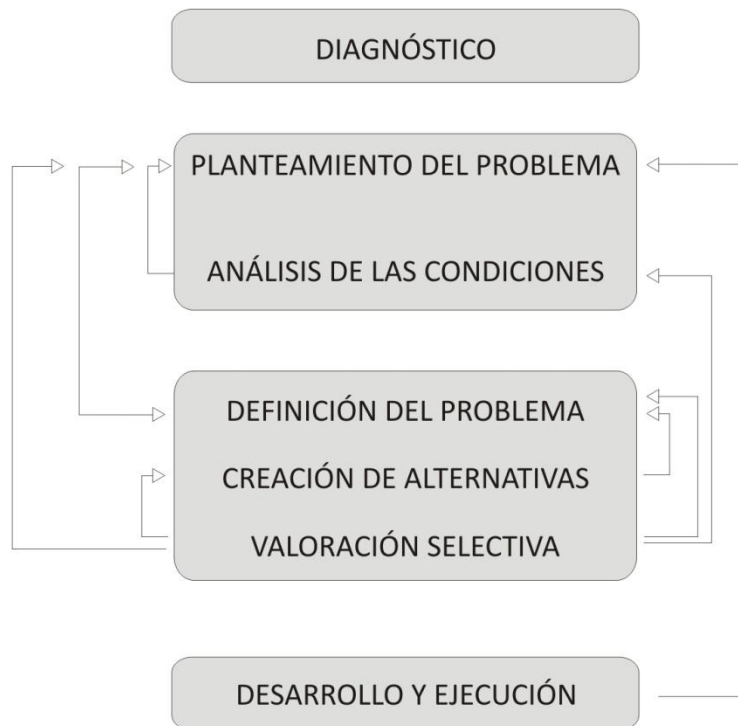 DIAGNÓSTICO
PLANTEAMIENTO DEL PROBLEMA
ANÁLISIS DE LAS CONDICIONES
DEFINICIÓN DEL PROBLEMA
CREACIÓN DE ALTERNATIVAS
VALORACIÓN SELECTIVA
DESARROLLO Y EJECUCIÓN